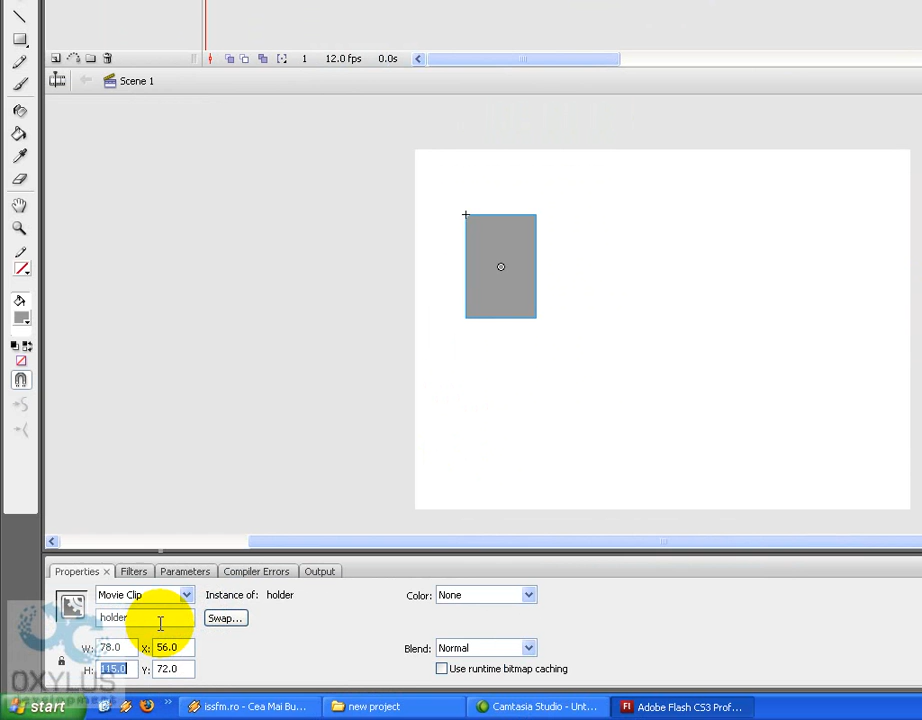 1 12.0 fps 0.0s
Scene 1
Properties × Filters Parameters Compiler Errors Output
Movie Clip Instance of: holder Color: None
holder Swap...
W: 78.0 X: 56.0 Blend: Normal
H: 115.0 Y: 72.0 Use runtime bitmap caching
OXYLUS
development
start » issfm.ro - Cea Mai Bu... new project Camtasia Studio - Unt... Adobe Flash CS3 Prof...